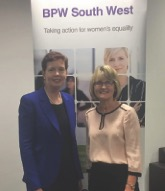 BPW South West
Taking action for women's equality